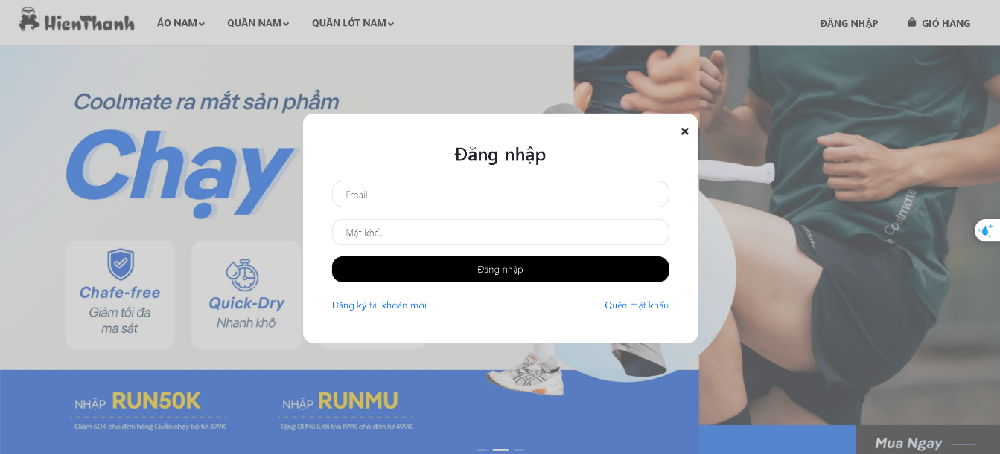 HienThanh
ÁO NAM
QUẦN NAM
QUẦN LÓT NAM
ĐĂNG NHẬP
GIỎ HÀNG
Coolmate ra mắt sản phẩm
Chạy
Đăng nhập
Email
Mật khẩu
Đăng nhập
Đăng ký tài khoản mới
Quên mật khẩu
Chafe-free
Giảm tối đa
ma sát
Quick-Dry
Nhanh khô
Coolmate
NHẬP RUN50K
Giảm 50K cho đơn hàng Quần chạy bộ từ 399K
NHẬP RUNMU
Tặng 01 Mũ lưỡi trai 199K cho đơn từ 499K
Mua Ngay